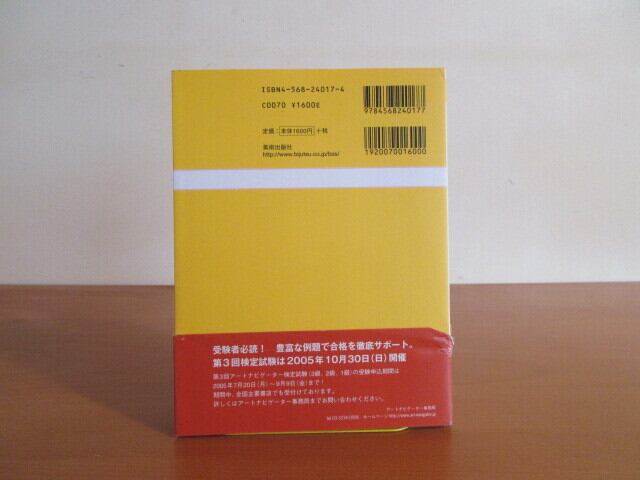 ISBN4-568-24017-4
C0070 ¥1600E
9784568240177
定価：本体1600円＋税
美術出版社
http://www.bijutsu.co.jp/bss/
1920070016000
受験者必読！ 豊富な例題で合格を徹底サポート。
第3回検定試験は2005年10月30日(日)開催
第3回アートナビゲーター検定試験(3級、2級、1級)の受験申込期間は
2005年7月20日(月)〜9月9日(金)まで！
期間中、全国主要書店でも受付けております。
詳しくはアートナビゲーター事務局までお問い合わせください。
アートナビゲーター事務局
ホームページ